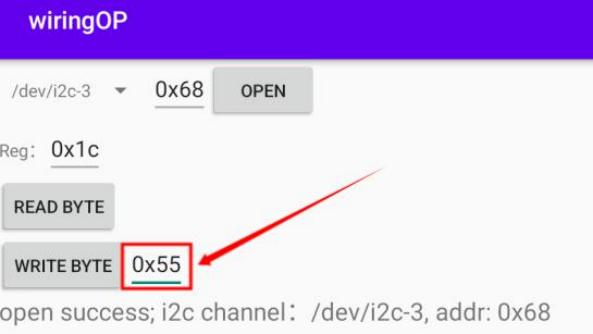 wiringOP
/dev/i2c-3 0x68 OPEN
Reg: 0x1c
READ BYTE
WRITE BYTE 0x55
open success; i2c channel：/dev/i2c-3, addr: 0x68